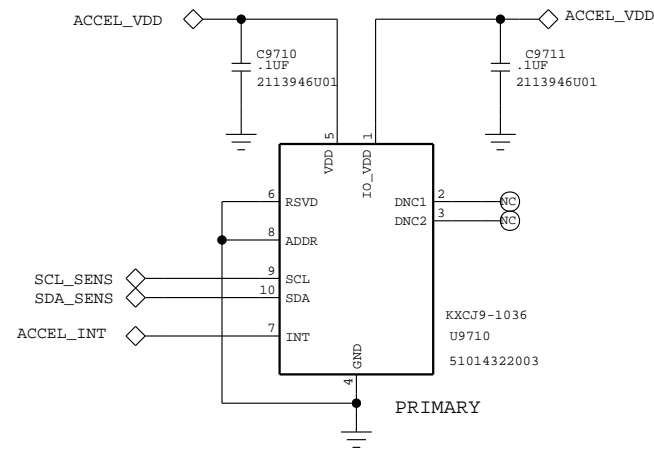 ACCEL_VDD
ACCEL_VDD
C9710
.1UF
2113946U01
C9711
.1UF
2113946U01
5
1
VDD
IO_VDD
6
RSVD
DNC1
2
NC
DNC2
3
NC
8
ADDR
SCL_SENS
9
SCL
SDA_SENS
10
SDA
ACCEL_INT
7
INT
KXCJ9-1036
U9710
51014322003
GND
4
PRIMARY